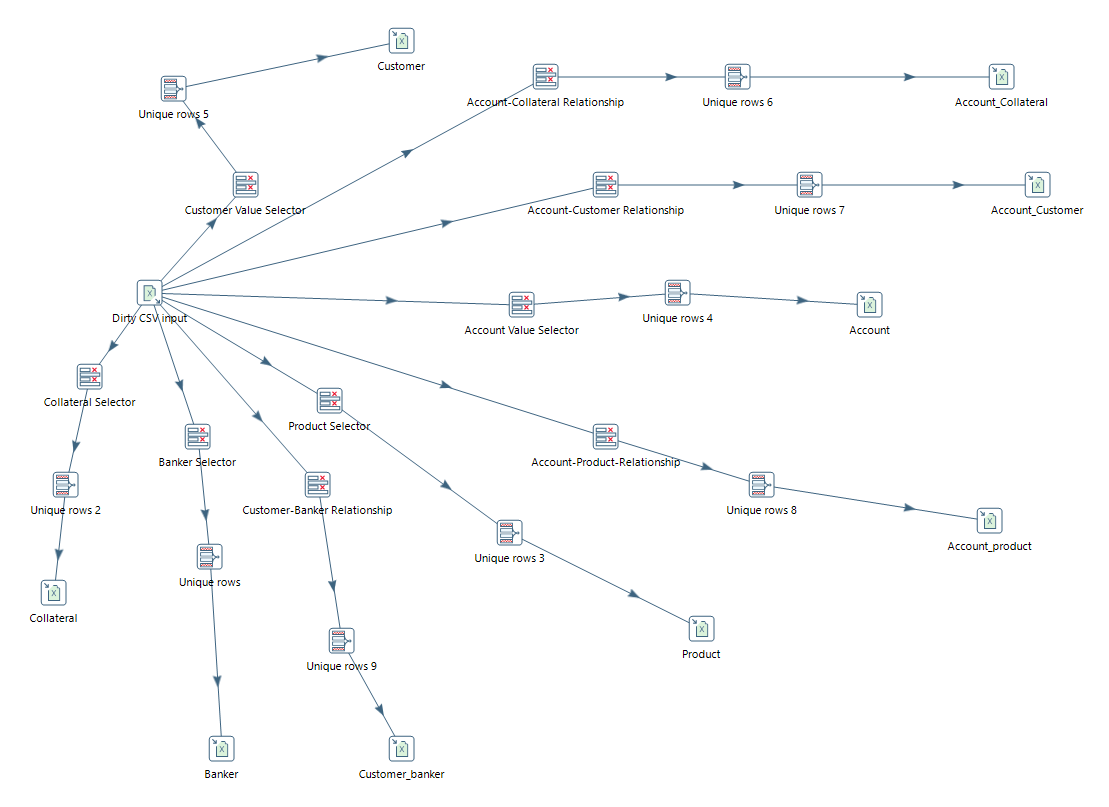 Customer
Account-Collateral Relationship
Unique rows 6
Account_Collateral
Unique rows 5
Customer Value Selector
Account-Customer Relationship
Unique rows 7
Account_Customer
Dirty CSV input
Account Value Selector
Unique rows 4
Account
Collateral Selector
Product Selector
Banker Selector
Account-Product-Relationship
Unique rows 2
Customer-Banker Relationship
Unique rows 8
Unique rows 3
Account_product
Unique rows
Collateral
Product
Unique rows 9
Banker
Customer_banker